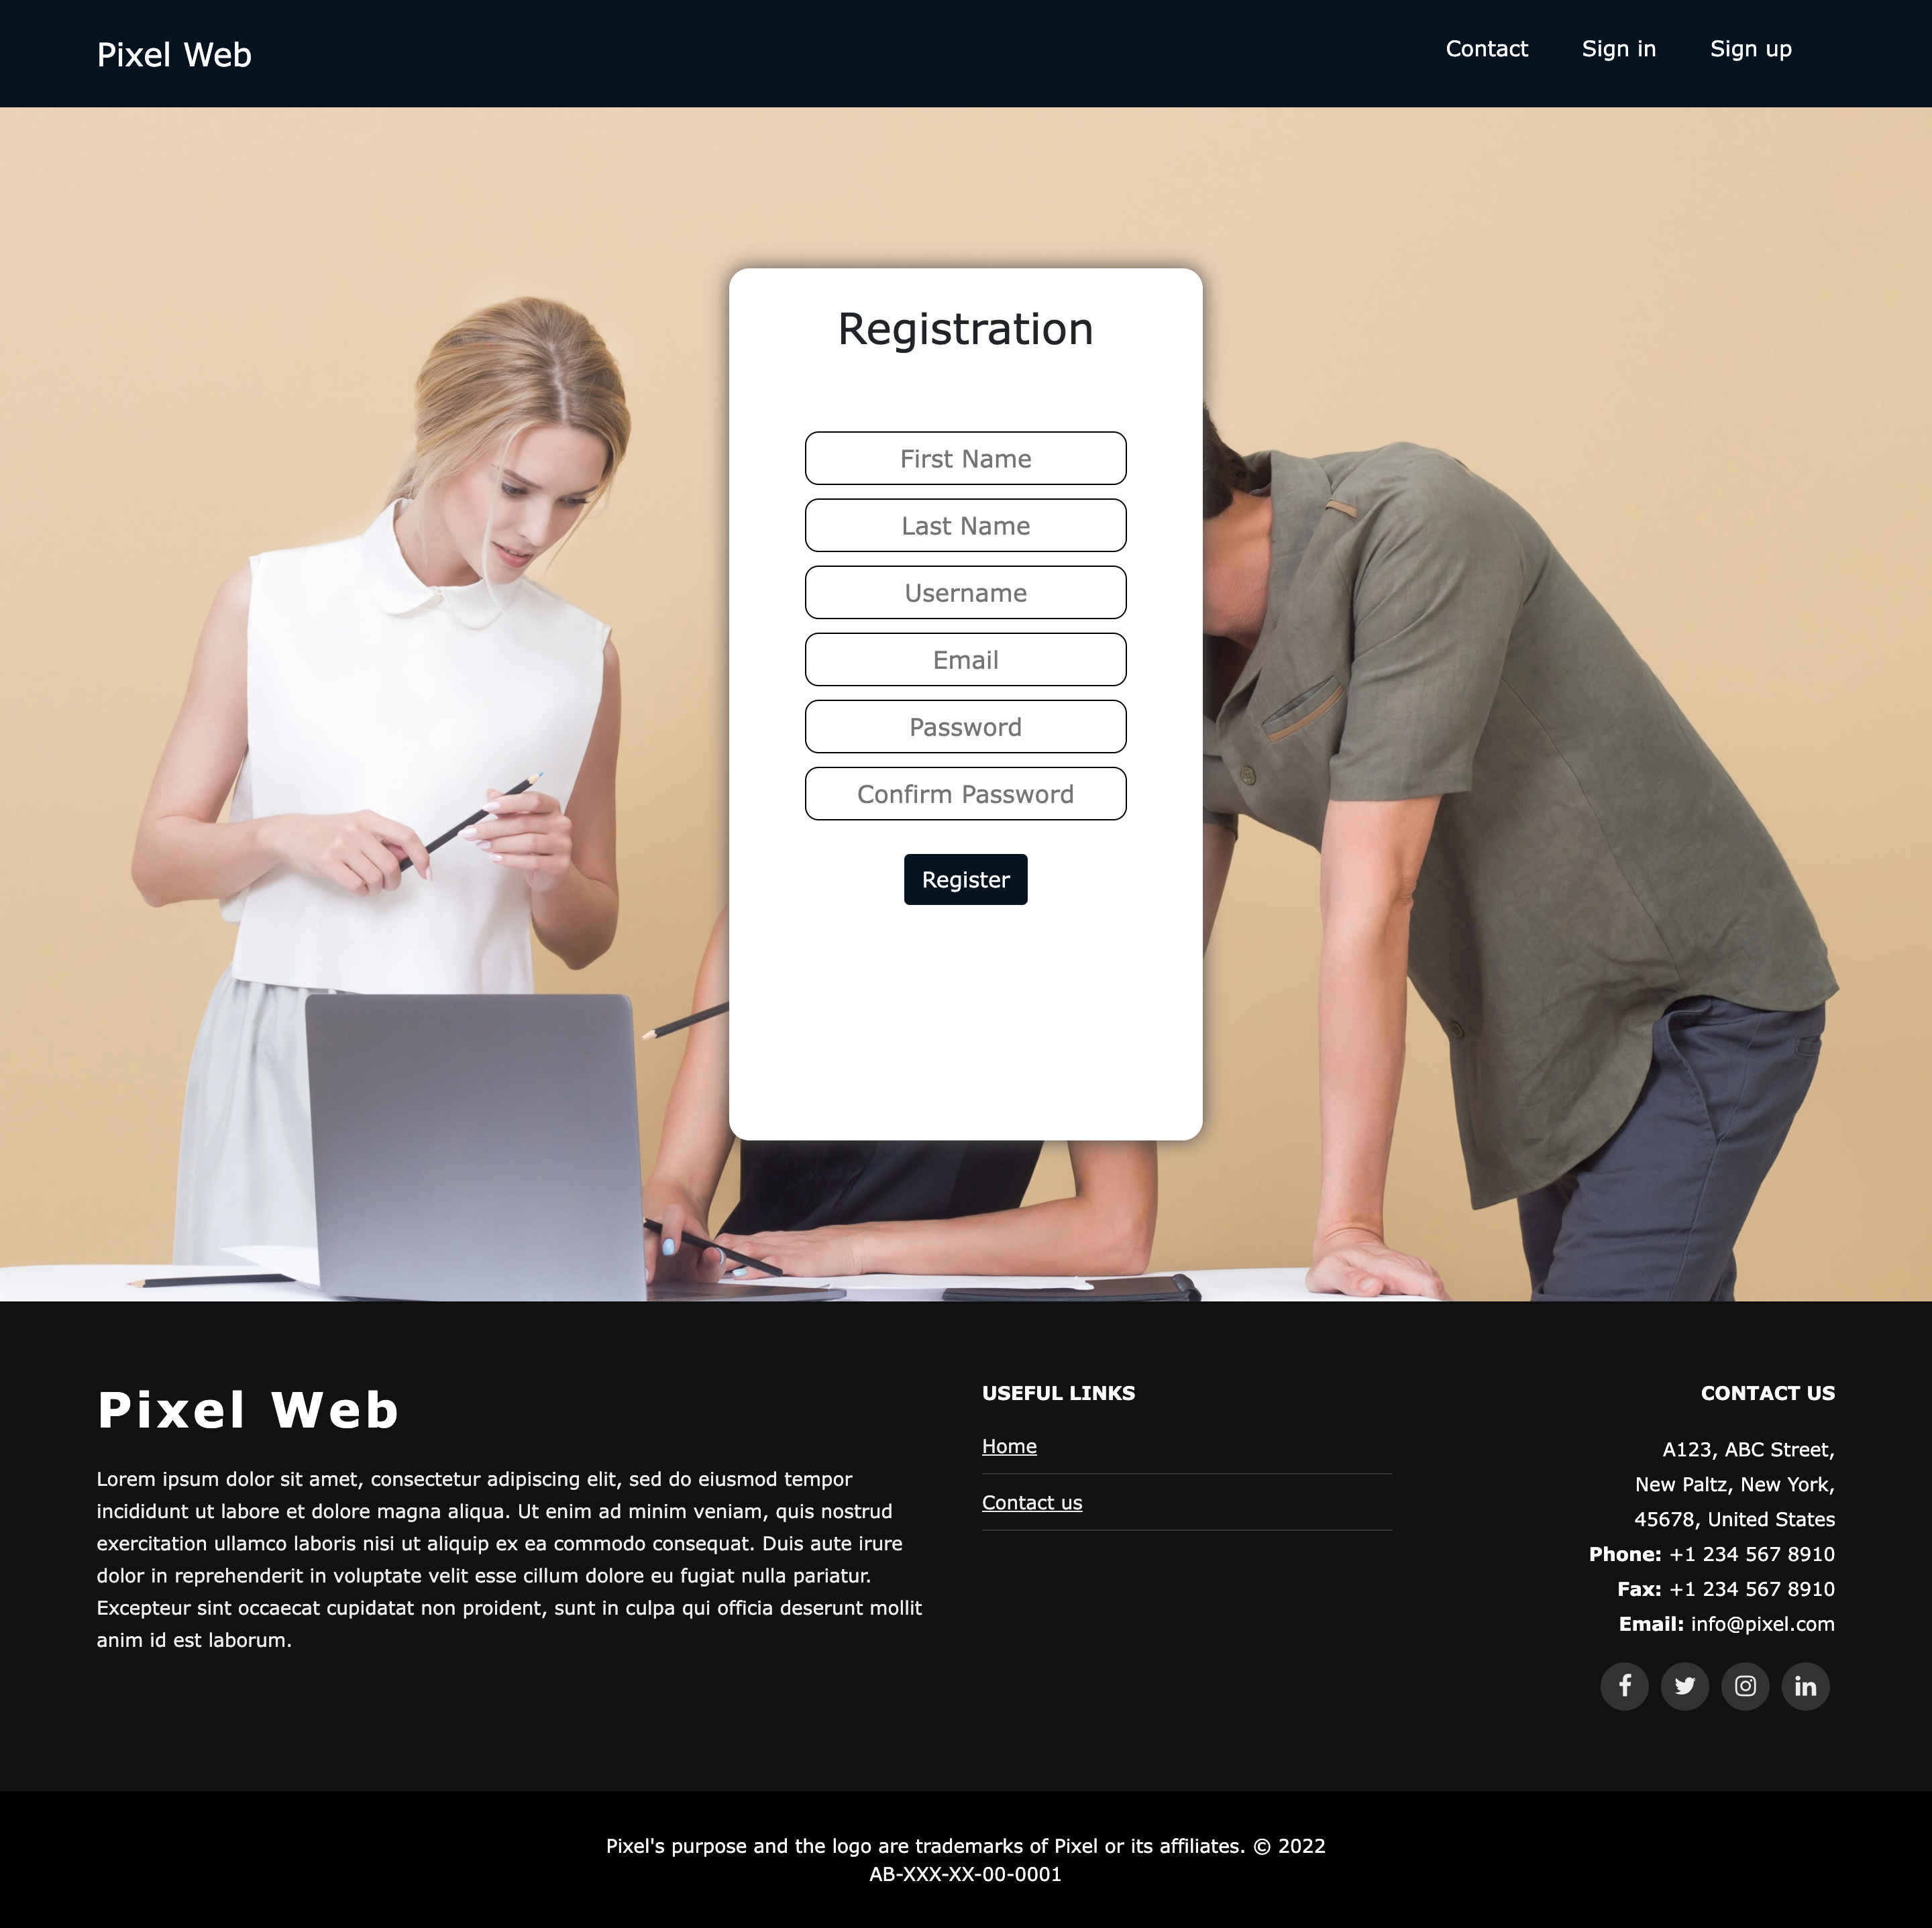 Pixel Web
Contact
Sign in
Sign up
Registration
First Name
Last Name
Username
Email
Password
Confirm Password
Register
Pixel Web
Lorem ipsum dolor sit amet, consectetur adipiscing elit, sed do eiusmod tempor
incididunt ut labore et dolore magna aliqua. Ut enim ad minim veniam, quis nostrud
exercitation ullamco laboris nisi ut aliquip ex ea commodo consequat. Duis aute irure
dolor in reprehenderit in voluptate velit esse cillum dolore eu fugiat nulla pariatur.
Excepteur sint occaecat cupidatat non proident, sunt in culpa qui officia deserunt mollit
anim id est laborum.
USEFUL LINKS
Home
Contact us
CONTACT US
A123, ABC Street,
New Paltz, New York,
45678, United States
Phone: +1 234 567 8910
Fax: +1 234 567 8910
Email: info@pixel.com
Pixel's purpose and the logo are trademarks of Pixel or its affiliates. © 2022
AB-XXX-XX-00-0001